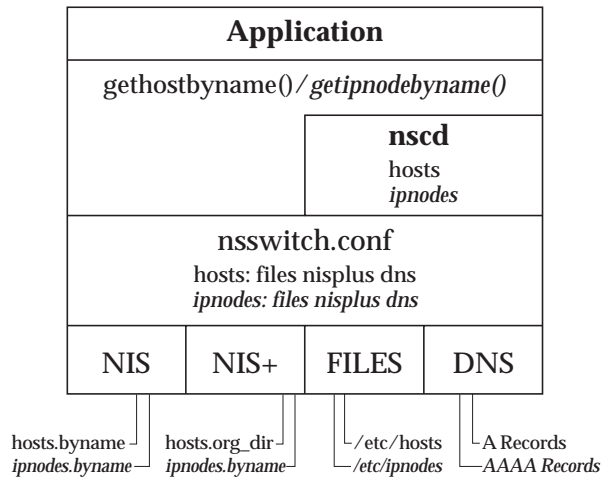 Application
gethostbyname()/getipnodebyname()
nscd
hosts
ipnodes
nsswitch.conf
hosts: files nisplus dns
ipnodes: files nisplus dns
NIS NIS+ FILES DNS
hosts.byname hosts.org_dir /etc/hosts A Records
ipnodes.byname ipnodes.byname /etc/ipnodes AAAA Records